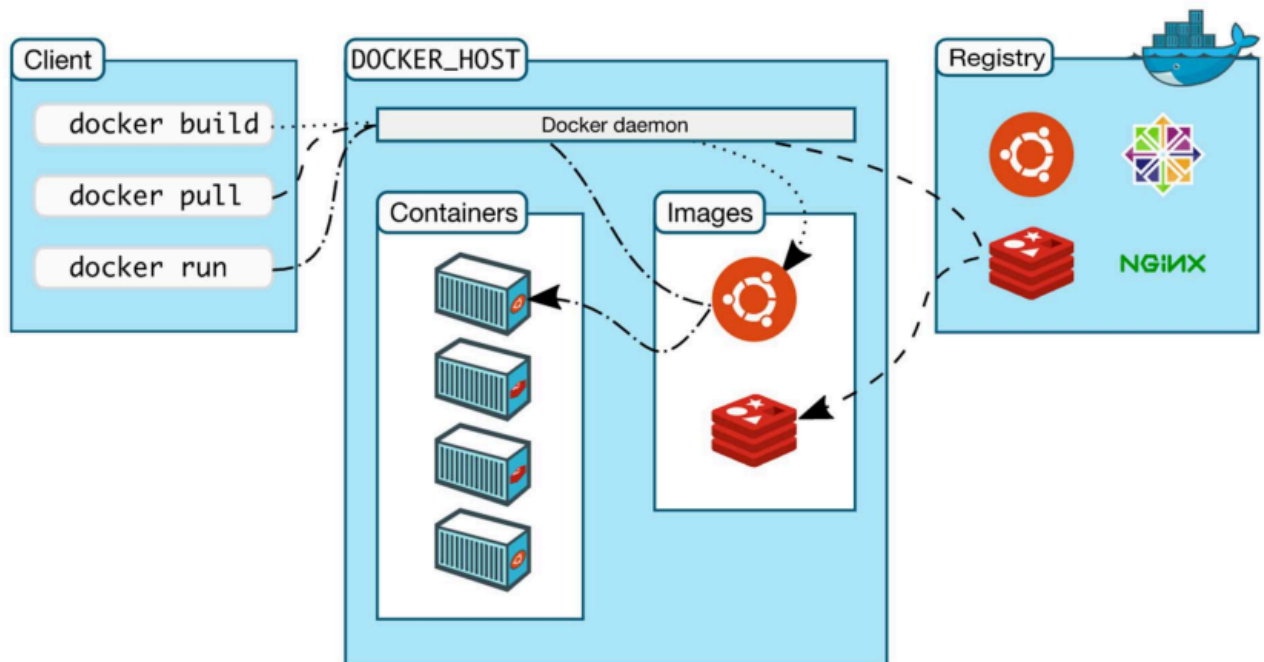 Client
docker build
docker pull
docker run
DOCKER_HOST
Docker daemon
Containers
Images
Registry
NGiNX